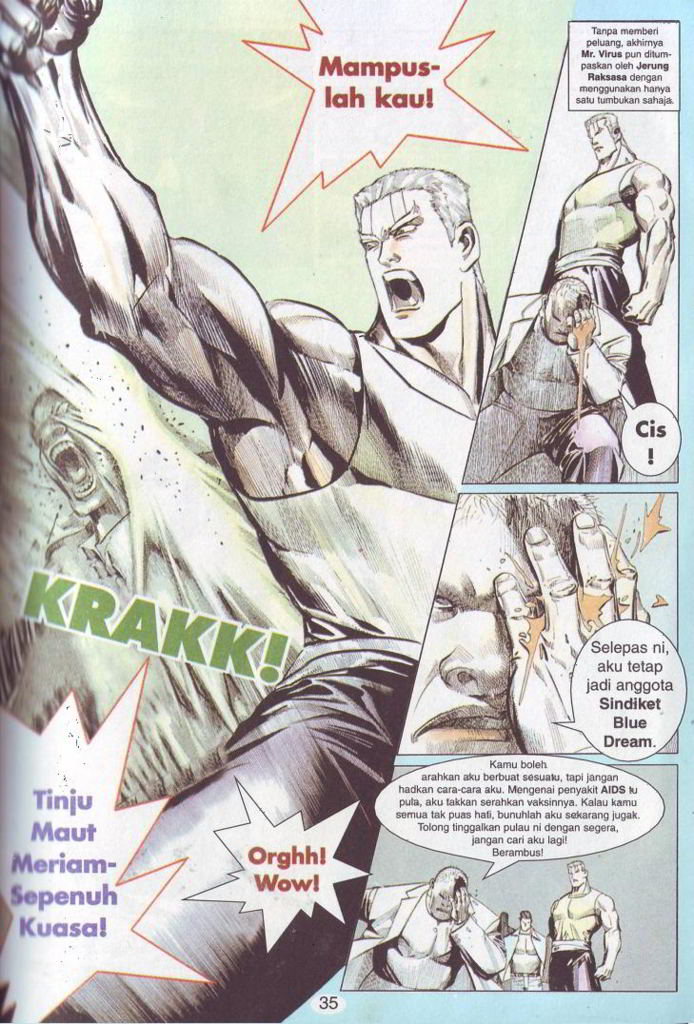 Mampus-
lah kau!
KRAKK!
Tinju
Maut
Meriam-
Sepenuh
Kuasa!
Orghh!
Wow!
Tanpa memberi
peluang, akhirnya
Mr. Virus pun ditum-
paskan oleh Jerung
Raksasa dengan
menggunakan hanya
satu tumbukan sahaja.
Cis
!
Selepas ni,
aku tetap
jadi anggota
Sindiket
Blue
Dream.
Kamu boleh
arahkan aku berbuat sesuatu, tapi jangan
hadkan cara-cara aku. Mengenai penyakit AIDS tu
pula, aku takkan serahkan vaksinnya. Kalau kamu
semua tak puas hati, bunuhlah aku sekarang jugak.
Tolong tinggalkan pulau ni dengan segera,
jangan cari aku lagi!
Berambus!
35